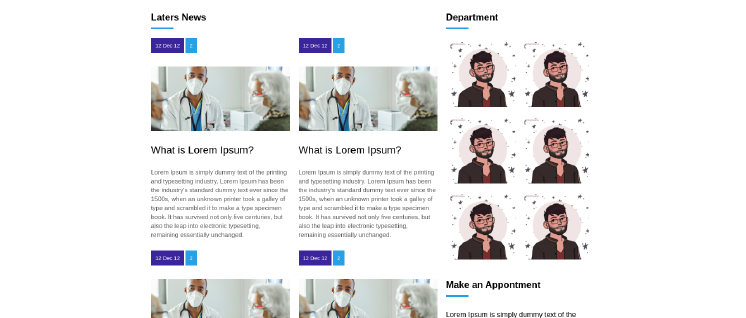 Laters News
12 Dec 12 2
What is Lorem Ipsum?
Lorem Ipsum is simply dummy text of the printing
and typesetting industry. Lorem Ipsum has been
the industry's standard dummy text ever since the
1500s, when an unknown printer took a galley of
type and scrambled it to make a type specimen
book. It has survived not only five centuries, but
also the leap into electronic typesetting,
remaining essentially unchanged.
12 Dec 12 2
12 Dec 12 2
What is Lorem Ipsum?
Lorem Ipsum is simply dummy text of the printing
and typesetting industry. Lorem Ipsum has been
the industry's standard dummy text ever since the
1500s, when an unknown printer took a galley of
type and scrambled it to make a type specimen
book. It has survived not only five centuries, but
also the leap into electronic typesetting,
remaining essentially unchanged.
12 Dec 12 2
Department
Make an Appontment
Lorem Ipsum is simply dummy text of the